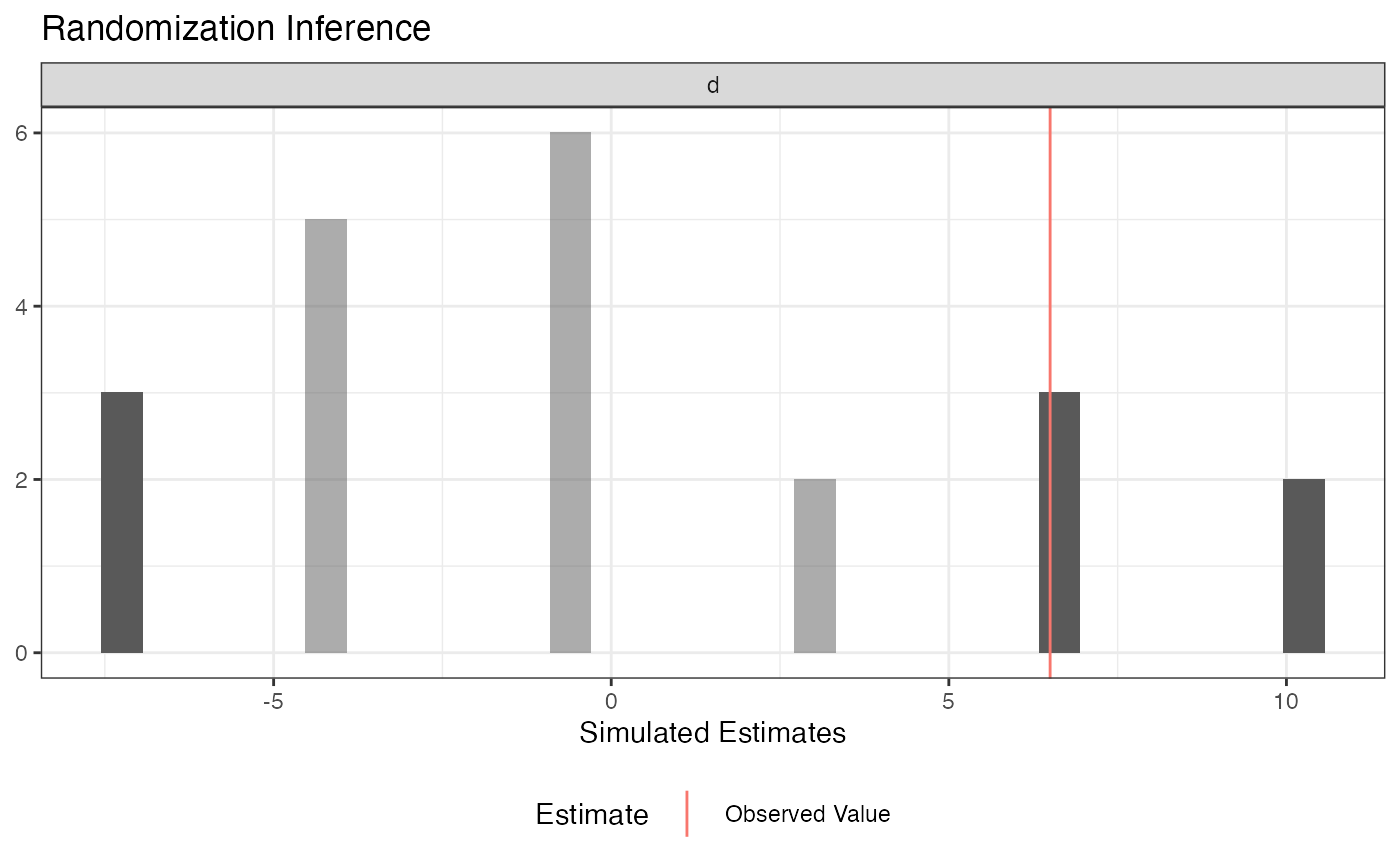 Randomization Inference
d
6
4
2
0
-5 0 5 10
Simulated Estimates
Estimate Observed Value